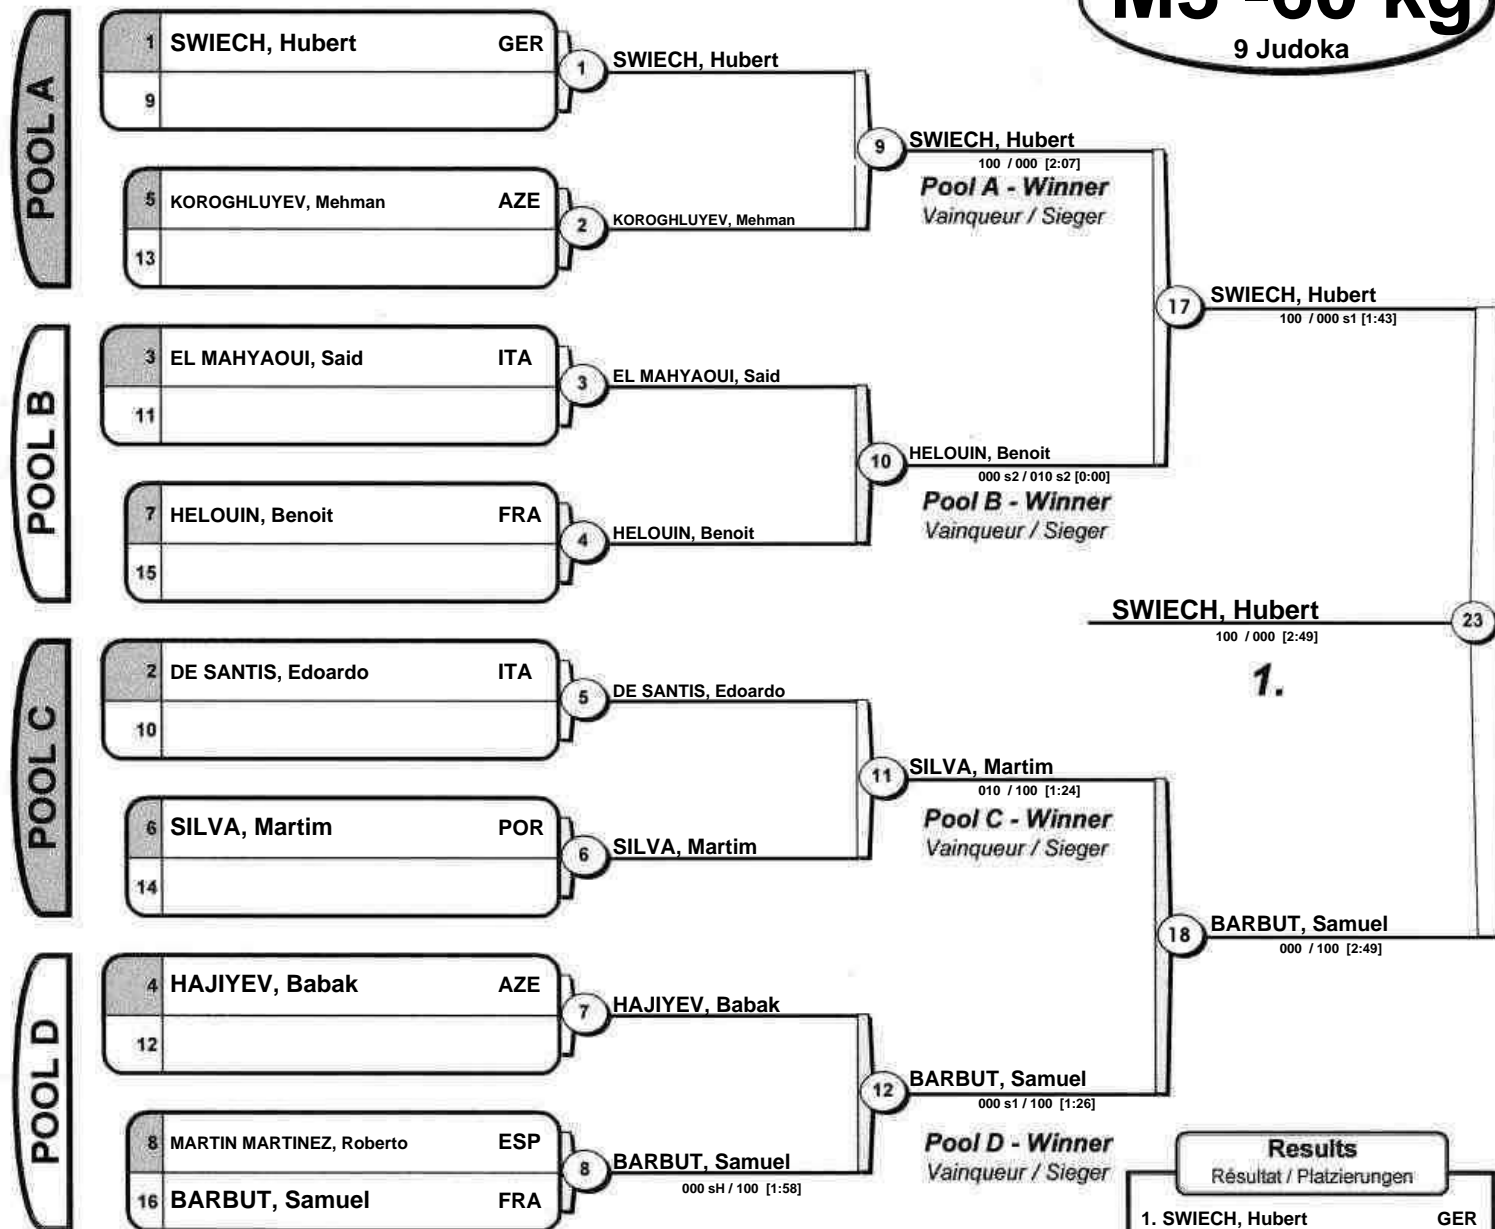 M5 -60 kg
9 Judoka
POOL A
1 SWIECH, Hubert GER
9
1 SWIECH, Hubert
5 KOROGHLUYEV, Mehman AZE
13
2 KOROGHLUYEV, Mehman
9 SWIECH, Hubert
100 / 000 [2:07]
Pool A - Winner
Vainqueur / Sieger
POOL B
3 EL MAHYAOUI, Said ITA
11
3 EL MAHYAOUI, Said
7 HELOUIN, Benoit FRA
15
4 HELOUIN, Benoit
10 HELOUIN, Benoit
000 s2 / 010 s2 [0:00]
Pool B - Winner
Vainqueur / Sieger
17 SWIECH, Hubert
100 / 000 s1 [1:43]
SWIECH, Hubert 23
100 / 000 [2:49]
1.
POOL C
2 DE SANTIS, Edoardo ITA
10
5 DE SANTIS, Edoardo
6 SILVA, Martim POR
14
6 SILVA, Martim
11 SILVA, Martim
010 / 100 [1:24]
Pool C - Winner
Vainqueur / Sieger
POOL D
4 HAJIYEV, Babak AZE
12
7 HAJIYEV, Babak
8 MARTIN MARTINEZ, Roberto ESP
16 BARBUT, Samuel FRA
8 BARBUT, Samuel
000 sH / 100 [1:58]
12 BARBUT, Samuel
000 s1 / 100 [1:26]
Pool D - Winner
Vainqueur / Sieger
18 BARBUT, Samuel
000 / 100 [2:49]
Results
Résultat / Platzierungen
1. SWIECH, Hubert GER